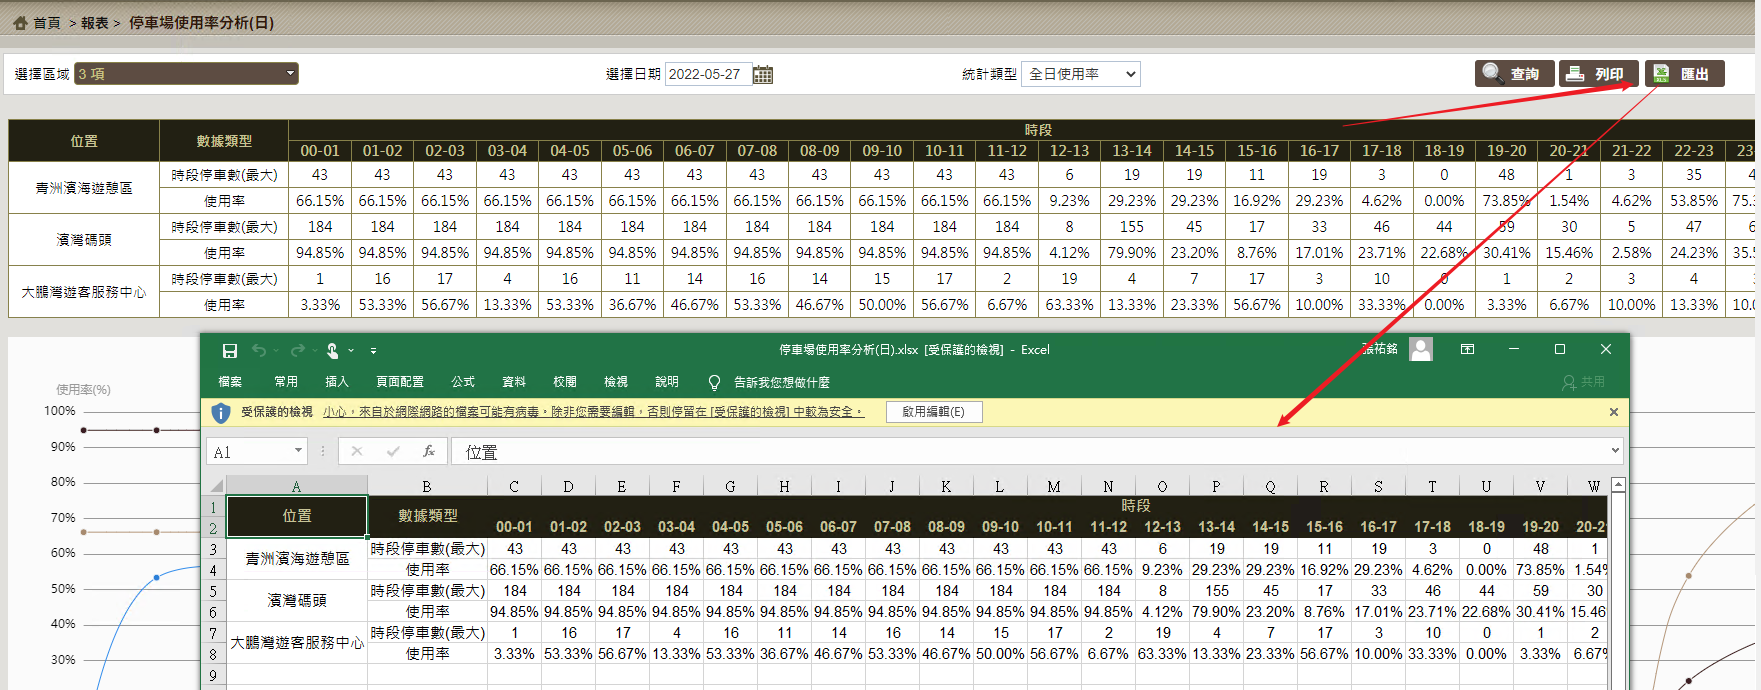 首頁 > 報表 > 停車場使用率分析(日)
選擇區域 3 項 選擇日期 2022-05-27 統計類型 全日使用率 查詢 列印 匯出
位置 數據類型 時段
00-01 01-02 02-03 03-04 04-05 05-06 06-07 07-08 08-09 09-10 10-11 11-12 12-13 13-14 14-15 15-16 16-17 17-18 18-19 19-20 20-21 21-22 22-23 23-
青洲濱海遊憩區 時段停車數(最大) 43 43 43 43 43 43 43 43 43 43 43 43 6 19 19 11 19 3 0 48 1 3 35 4
使用率 66.15% 66.15% 66.15% 66.15% 66.15% 66.15% 66.15% 66.15% 66.15% 66.15% 66.15% 66.15% 9.23% 29.23% 29.23% 16.92% 29.23% 4.62% 0.00% 73.85% 1.54% 4.62% 53.85% 75.
濱灣碼頭 時段停車數(最大) 184 184 184 184 184 184 184 184 184 184 184 184 8 155 45 17 33 46 44 59 30 5 47 6
使用率 94.85% 94.85% 94.85% 94.85% 94.85% 94.85% 94.85% 94.85% 94.85% 94.85% 94.85% 94.85% 4.12% 79.90% 23.20% 8.76% 17.01% 23.71% 22.68% 30.41% 15.46% 2.58% 24.23% 35.5
大鵬灣遊客服務中心 時段停車數(最大) 1 16 17 4 16 11 14 16 14 15 17 2 19 4 7 17 3 10 0 1 2 3 4
使用率 3.33% 53.33% 56.67% 13.33% 53.33% 36.67% 46.67% 53.33% 46.67% 50.00% 56.67% 6.67% 63.33% 13.33% 23.33% 56.67% 10.00% 33.33% 0.00% 3.33% 6.67% 10.00% 13.33% 10.0
使用率(%)
100%
90%
80%
70%
60%
50%
40%
30%
停車場使用率分析(日).xlsx [受保護的檢視] - Excel 張祐銘
檔案 常用 插入 頁面配置 公式 資料 校閱 檢視 說明 告訴我您想做什麼 共用
受保護的檢視 小心，來自於網際網路的檔案可能有病毒。除非您需要編輯，否則停留在 [受保護的檢視] 中較為安全。 啟用編輯(E)
A1 fx 位置
A B C D E F G H I J K L M N O P Q R S T U V W
1 位置 數據類型 時段
2 00-01 01-02 02-03 03-04 04-05 05-06 06-07 07-08 08-09 09-10 10-11 11-12 12-13 13-14 14-15 15-16 16-17 17-18 18-19 19-20 20-2
3 青洲濱海遊憩區 時段停車數(最大) 43 43 43 43 43 43 43 43 43 43 43 43 6 19 19 11 19 3 0 48 1
4 使用率 66.15% 66.15% 66.15% 66.15% 66.15% 66.15% 66.15% 66.15% 66.15% 66.15% 66.15% 66.15% 9.23% 29.23% 29.23% 16.92% 29.23% 4.62% 0.00% 73.85% 1.54%
5 濱灣碼頭 時段停車數(最大) 184 184 184 184 184 184 184 184 184 184 184 184 8 155 45 17 33 46 44 59 30
6 使用率 94.85% 94.85% 94.85% 94.85% 94.85% 94.85% 94.85% 94.85% 94.85% 94.85% 94.85% 94.85% 4.12% 79.90% 23.20% 8.76% 17.01% 23.71% 22.68% 30.41% 15.46
7 大鵬灣遊客服務中心 時段停車數(最大) 1 16 17 4 16 11 14 16 14 15 17 2 19 4 7 17 3 10 0 1 2
8 使用率 3.33% 53.33% 56.67% 13.33% 53.33% 36.67% 46.67% 53.33% 46.67% 50.00% 56.67% 6.67% 63.33% 13.33% 23.33% 56.67% 10.00% 33.33% 0.00% 3.33% 6.67%
9